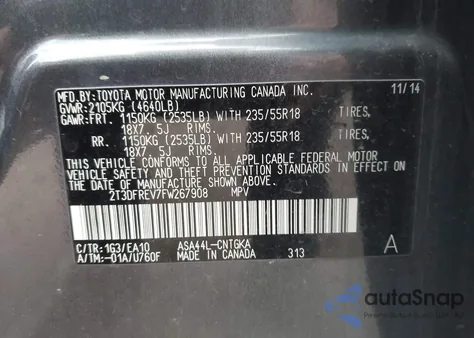 MFD.BY:TOYOTA MOTOR MANUFACTURING CANADA INC. 11/14
GVWR:2105KG (4640LB)
GAWR:FRT. 1150KG (2535LB) WITH 235/55R18 TIRES,
18X7.5J RIMS.
RR. 1150KG (2535LB) WITH 235/55R18 TIRES,
18X7.5J RIMS.
THIS VEHICLE CONFORMS TO ALL APPLICABLE FEDERAL MOTOR
VEHICLE SAFETY AND THEFT PREVENTION STANDARDS IN EFFECT ON
THE DATE OF MANUFACTURE SHOWN ABOVE.
2T3DFREV7FW267908 MPV
C/TR:1G3/EA10 ASA44L-CNTGKA A
A/TM:-01A/U760F MADE IN CANADA 313
autoSnap